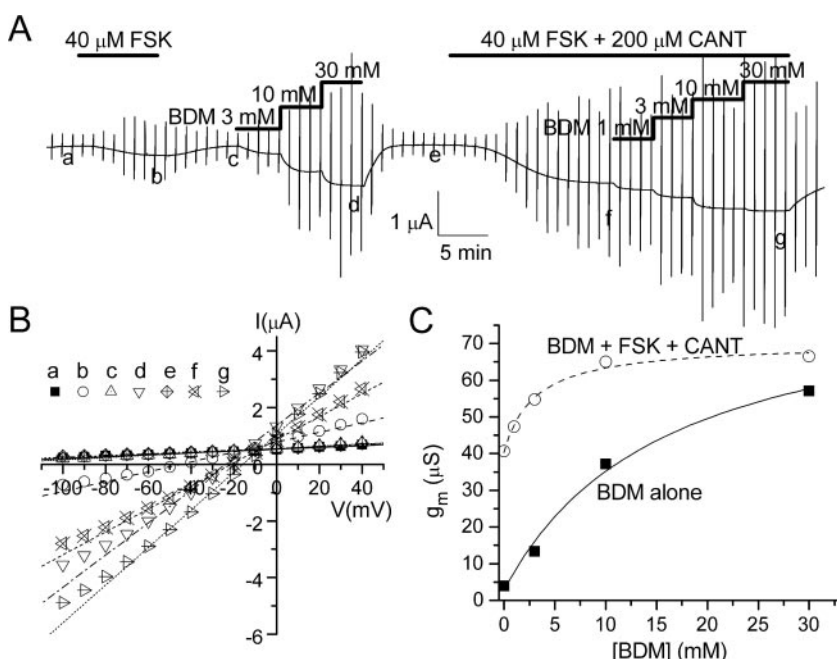 A
40 μM FSK
40 μM FSK + 200 μM CANT
30 mM
10 mM
BDM 3 mM
30 mM
10 mM
3 mM
BDM 1 mM
a
b
c
d
e
f
g
1 μA
5 min
B
I(μA)
a b c d e f g
4
2
-100 -80 -60 -40 -20 0 20 40
V(mV)
-2
-4
-6
C
BDM + FSK + CANT
BDM alone
70
60
50
40
30
20
10
0
gm (μS)
0 5 10 15 20 25 30
[BDM] (mM)